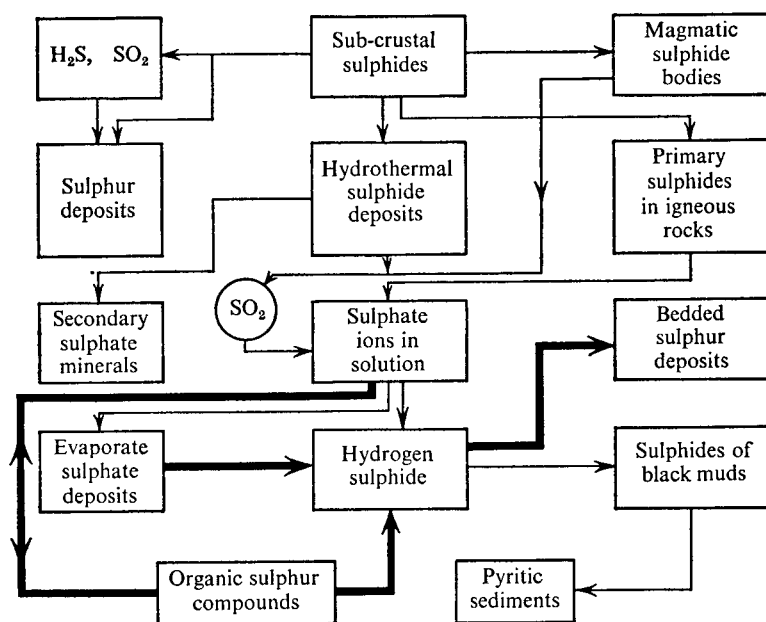 H₂S, SO₂
Sub-crustal
sulphides
Magmatic
sulphide
bodies
Sulphur
deposits
Hydrothermal
sulphide
deposits
Primary
sulphides
in igneous
rocks
Secondary
sulphate
minerals
SO₂
Sulphate
ions in
solution
Bedded
sulphur
deposits
Evaporate
sulphate
deposits
Hydrogen
sulphide
Sulphides of
black muds
Organic sulphur
compounds
Pyritic
sediments